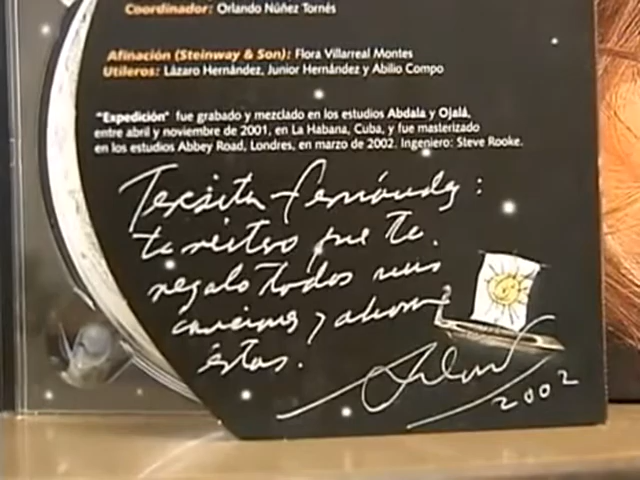 Coordinador: Orlando Núñez Tornés
Afinación (Steinway & Son): Flora Villarreal Montes
Utileros: Lázaro Hernández, Junior Hernández y Abilio Compo
"Expedición" fue grabado y mezclado en los estudios Abdala y Ojalá,
entre abril y noviembre de 2001, en La Habana, Cuba, y fue masterizado
en los estudios Abbey Road, Londres, en marzo de 2002. Ingeniero: Steve Rooke.
Teresita Fernández:
te reitero que te
regalo todas mis
canciones y ahora
éstas.
2002